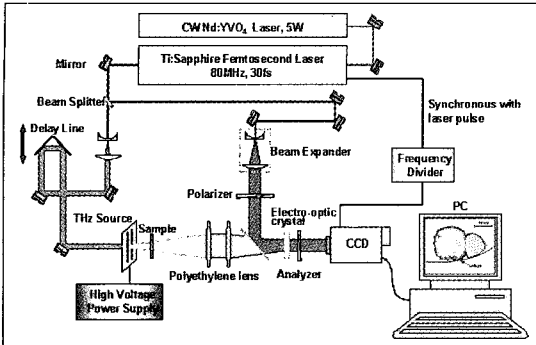 CW Nd:YVO₄ Laser, 5W
Ti:Sapphire Femtosecond Laser
80MHz, 30fs
Mirror
Beam Splitter
Synchronous with
laser pulse
Delay Line
Beam Expander
Frequency
Divider
Polarizer
Electro-optic
crystal
PC
THz Source
Sample
CCD
Polyethylene lens
Analyzer
High Voltage
Power Supply